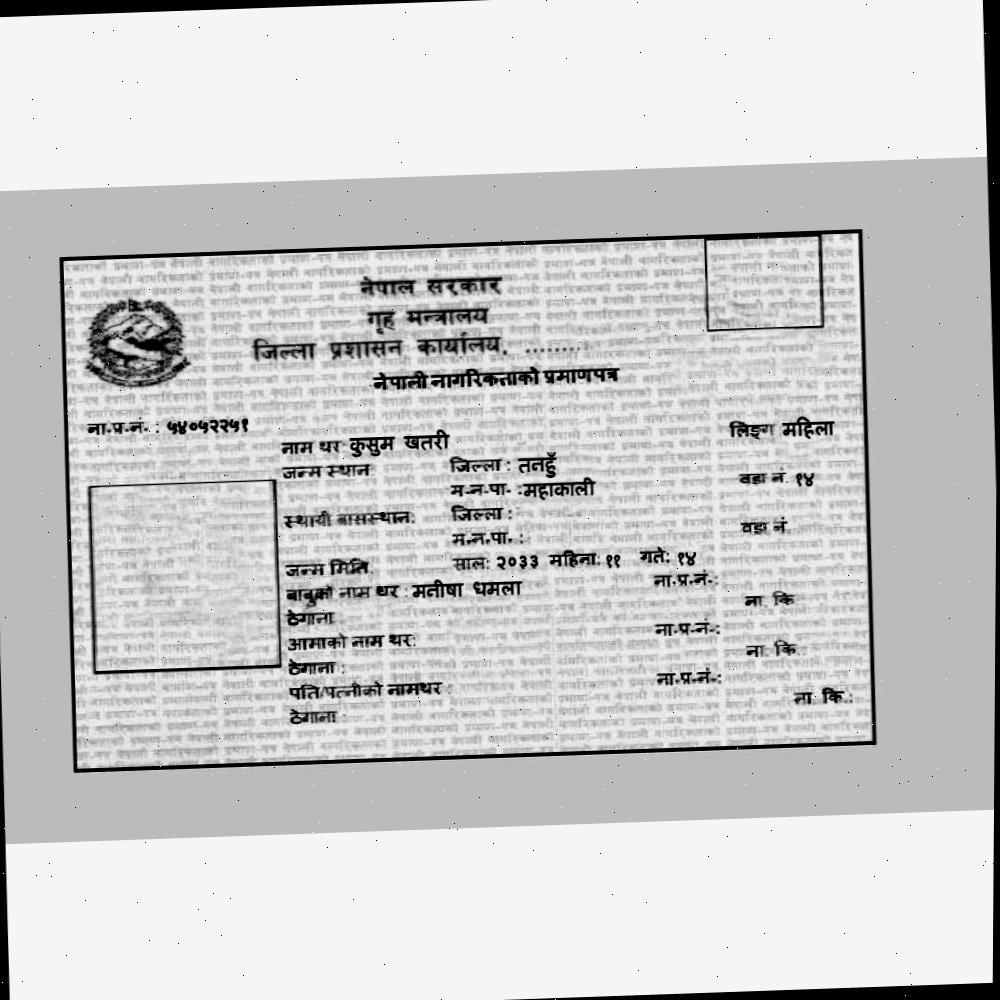 नेपाल सरकार
गृह मन्त्रालय
जिल्ला प्रशासन कार्यालय, .........
नेपाली नागरिकताको प्रमाणपत्र
ना.प्र.नं. : ५४०५२२५१
लिङ्ग महिला
नाम थर कुसुम खतरी
जन्म स्थान: जिल्ला : तनहुँ
म.न.पा. :महाकाली वडा नं. १४
स्थायी बासस्थान: जिल्ला :
म.न.पा. : वडा नं.
जन्म मिति: साल: २०३३ महिना: ११ गते: १४
बाबुको नाम थर : मनीषा धमला ना.प्र.नं.:
ठेगाना ना. कि.
आमाको नाम थर: ना.प्र.नं.:
ठेगाना : ना. कि.:
पति/पत्नीको नामथर : ना.प्र.नं.:
ठेगाना : ना. कि.: